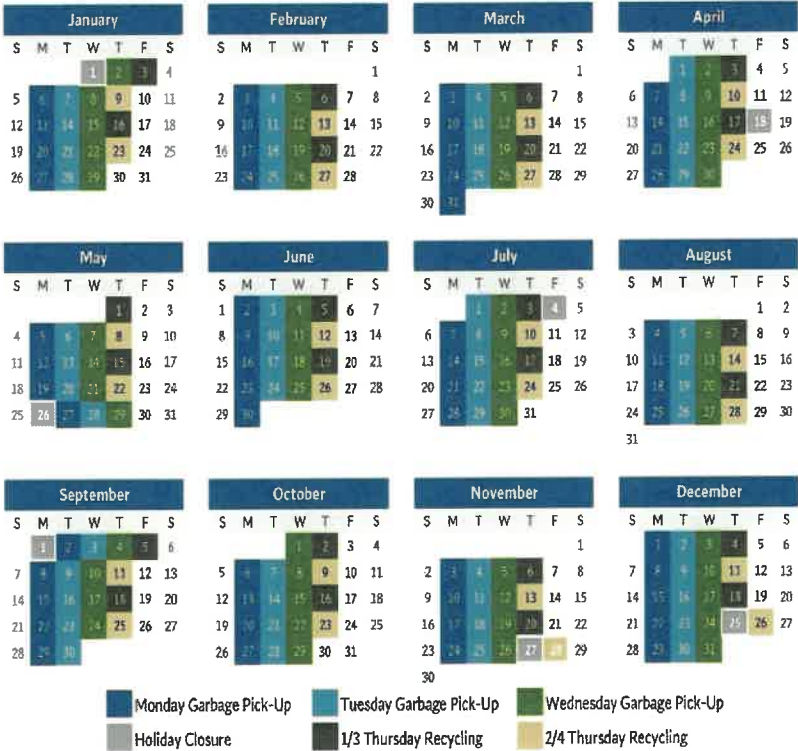 January February March April
S M T W T F S S M T W T F S S M T W T F S S M T W T F S
1 2 3 4 1 1 1 2 3 4 5
5 6 7 8 9 10 11 2 3 4 5 6 7 8 2 3 4 5 6 7 8 6 7 8 9 10 11 12
12 13 14 15 16 17 18 9 10 11 12 13 14 15 9 10 11 12 13 14 15 13 14 15 16 17 18 19
19 20 21 22 23 24 25 16 17 18 19 20 21 22 16 17 18 19 20 21 22 20 21 22 23 24 25 26
26 27 28 29 30 31 23 24 25 26 27 28 23 24 25 26 27 28 29 27 28 29 30
30 31
May June July August
S M T W T F S S M T W T F S S M T W T F S S M T W T F S
1 2 3 1 2 3 4 5 6 7 1 2 3 4 5 1 2
4 5 6 7 8 9 10 8 9 10 11 12 13 14 6 7 8 9 10 11 12 3 4 5 6 7 8 9
11 12 13 14 15 16 17 15 16 17 18 19 20 21 13 14 15 16 17 18 19 10 11 12 13 14 15 16
18 19 20 21 22 23 24 22 23 24 25 26 27 28 20 21 22 23 24 25 26 17 18 19 20 21 22 23
25 26 27 28 29 30 31 29 30 27 28 29 30 31 24 25 26 27 28 29 30
31
September October November December
S M T W T F S S M T W T F S S M T W T F S S M T W T F S
1 2 3 4 5 6 1 2 3 4 1 1 2 3 4 5 6
7 8 9 10 11 12 13 5 6 7 8 9 10 11 2 3 4 5 6 7 8 7 8 9 10 11 12 13
14 15 16 17 18 19 20 12 13 14 15 16 17 18 9 10 11 12 13 14 15 14 15 16 17 18 19 20
21 22 23 24 25 26 27 19 20 21 22 23 24 25 16 17 18 19 20 21 22 21 22 23 24 25 26 27
28 29 30 26 27 28 29 30 31 23 24 25 26 27 28 29 28 29 30 31
30
Monday Garbage Pick-Up Tuesday Garbage Pick-Up Wednesday Garbage Pick-Up
Holiday Closure 1/3 Thursday Recycling 2/4 Thursday Recycling